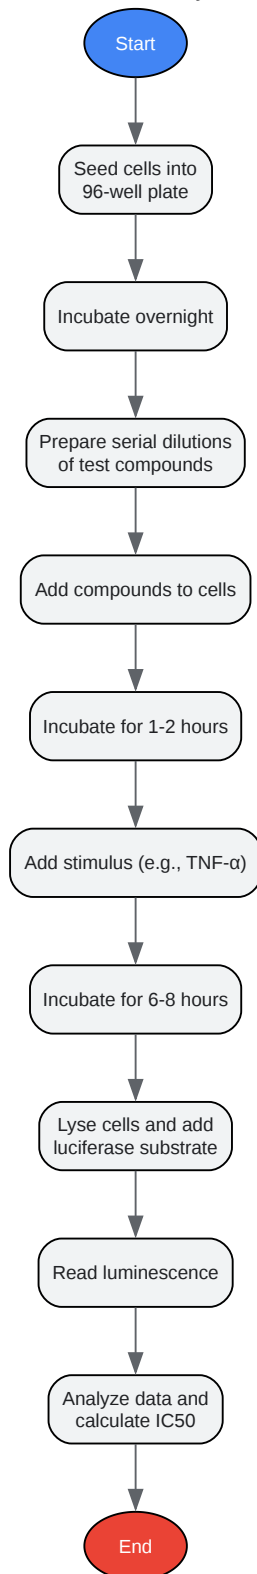 Start
Seed cells into
96-well plate
Incubate overnight
Prepare serial dilutions
of test compounds
Add compounds to cells
Incubate for 1-2 hours
Add stimulus (e.g., TNF-α)
Incubate for 6-8 hours
Lyse cells and add
luciferase substrate
Read luminescence
Analyze data and
calculate IC50
End